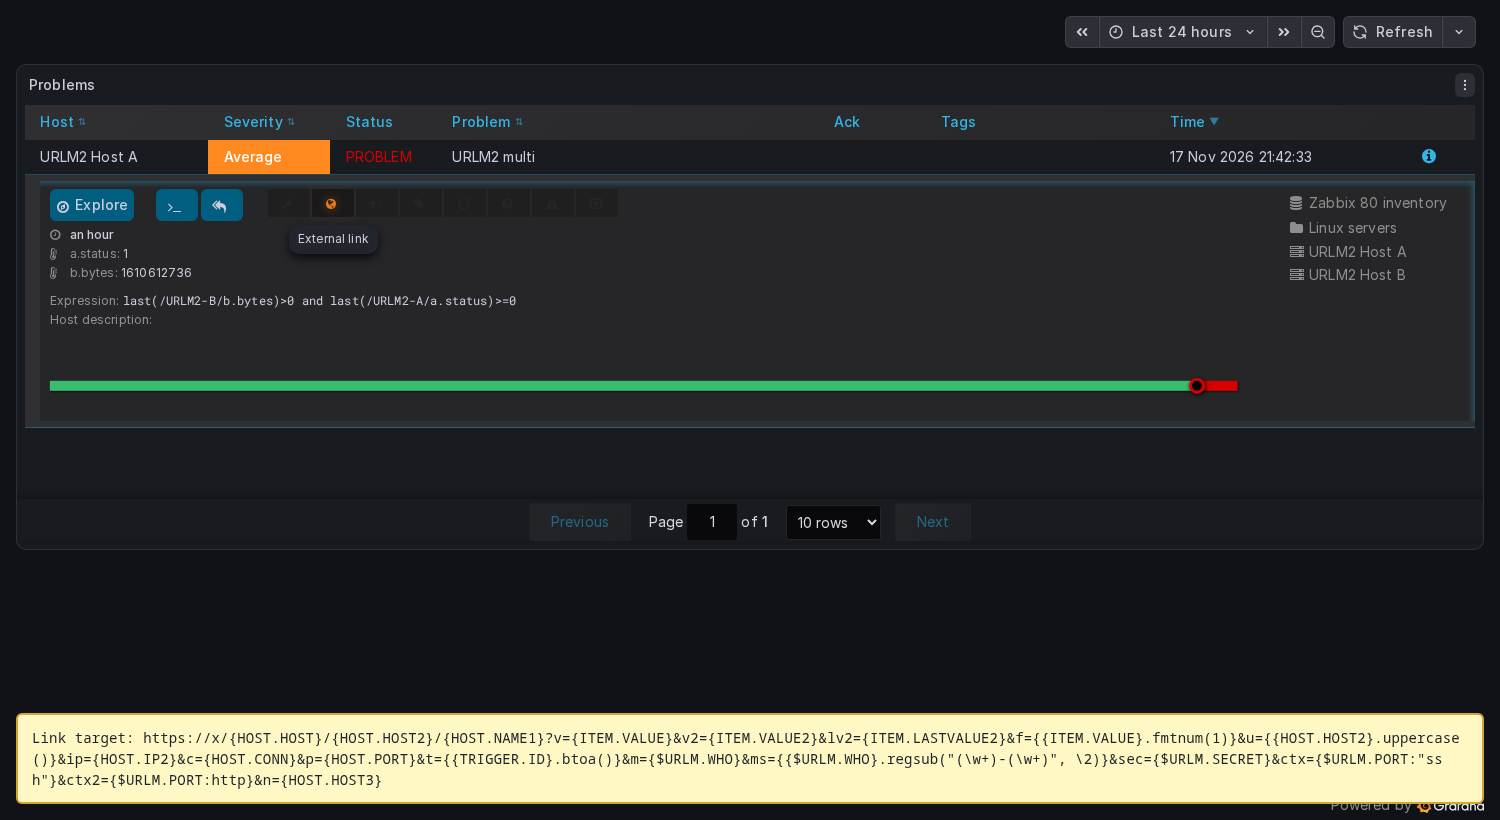 Last 24 hours
Refresh
Problems
Host Severity Status Problem Ack Tags Time
URLM2 Host A Average PROBLEM URLM2 multi 17 Nov 2026 21:42:33
Explore
Zabbix 80 inventory
Linux servers
URLM2 Host A
URLM2 Host B
External link
an hour
a.status: 1
b.bytes: 1610612736
Expression: last(/URLM2-B/b.bytes)>0 and last(/URLM2-A/a.status)>=0
Host description:
Previous Page 1 of 1 10 rows Next
Link target: https://x/{HOST.HOST}/{HOST.HOST2}/{HOST.NAME1}?v={ITEM.VALUE}&v2={ITEM.VALUE2}&lv2={ITEM.LASTVALUE2}&f={{ITEM.VALUE}.fmtnum(1)}&u={{HOST.HOST2}.uppercase
()}&ip={HOST.IP2}&c={HOST.CONN}&p={HOST.PORT}&t={{TRIGGER.ID}.btoa()}&m={$URLM.WHO}&ms={{$URLM.WHO}.regsub("(\w+)-(\w+)", \2)}&sec={$URLM.SECRET}&ctx={$URLM.PORT:"ss
h"}&ctx2={$URLM.PORT:http}&n={HOST.HOST3}
Powered by Grafana